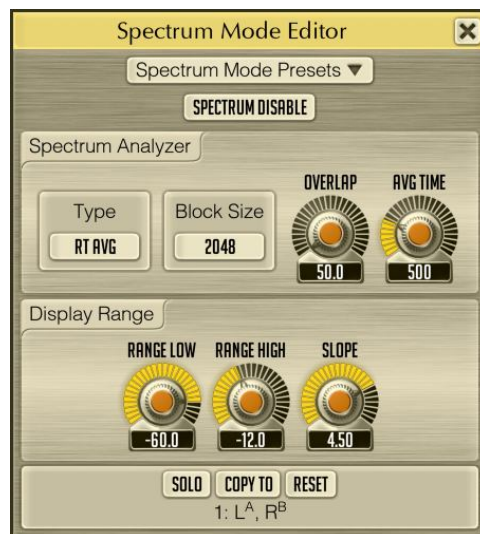 Spectrum Mode Editor
Spectrum Mode Presets
SPECTRUM DISABLE
Spectrum Analyzer
OVERLAP AVG TIME
Type Block Size
RT AVG 2048
50.0 500
Display Range
RANGE LOW RANGE HIGH SLOPE
-60.0 -12.0 4.50
SOLO COPY TO RESET
1: Lᴬ, Rᴮ